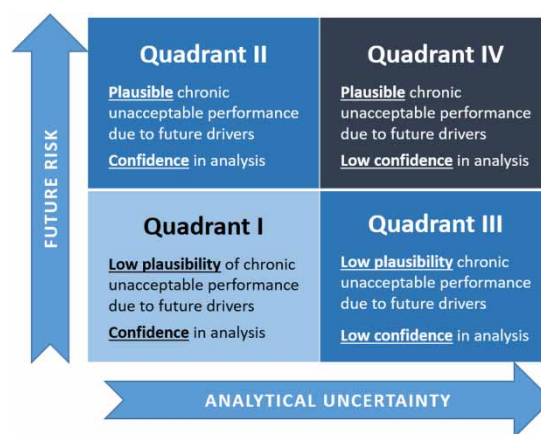 FUTURE RISK
Quadrant II
Plausible chronic
unacceptable performance
due to future drivers
Confidence in analysis
Quadrant IV
Plausible chronic
unacceptable performance
due to future drivers
Low confidence in analysis
Quadrant I
Low plausibility of chronic
unacceptable performance
due to future drivers
Confidence in analysis
Quadrant III
Low plausibility chronic
unacceptable performance
due to future drivers
Low confidence in analysis
ANALYTICAL UNCERTAINTY